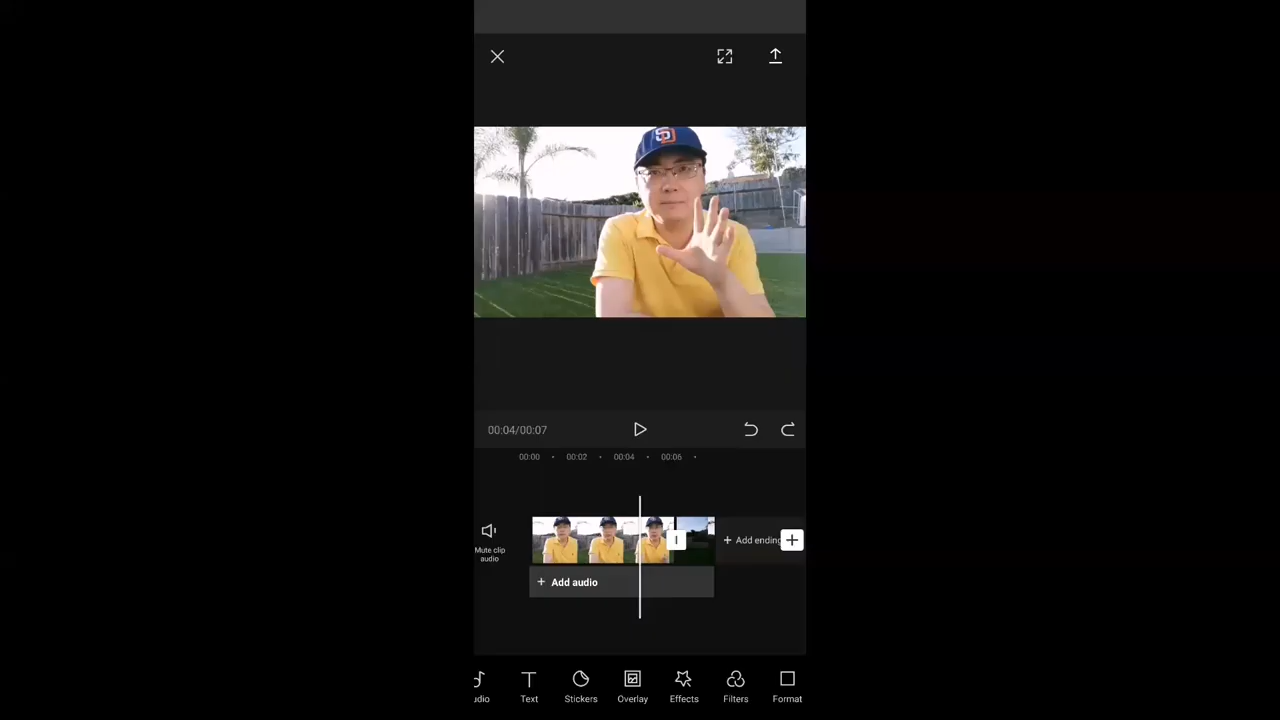 SD
00:04/00:07
00:00 • 00:02 • 00:04 • 00:06 •
Mute clip
audio
+ Add ending
+ Add audio
udio
Text
Stickers
Overlay
Effects
Filters
Format